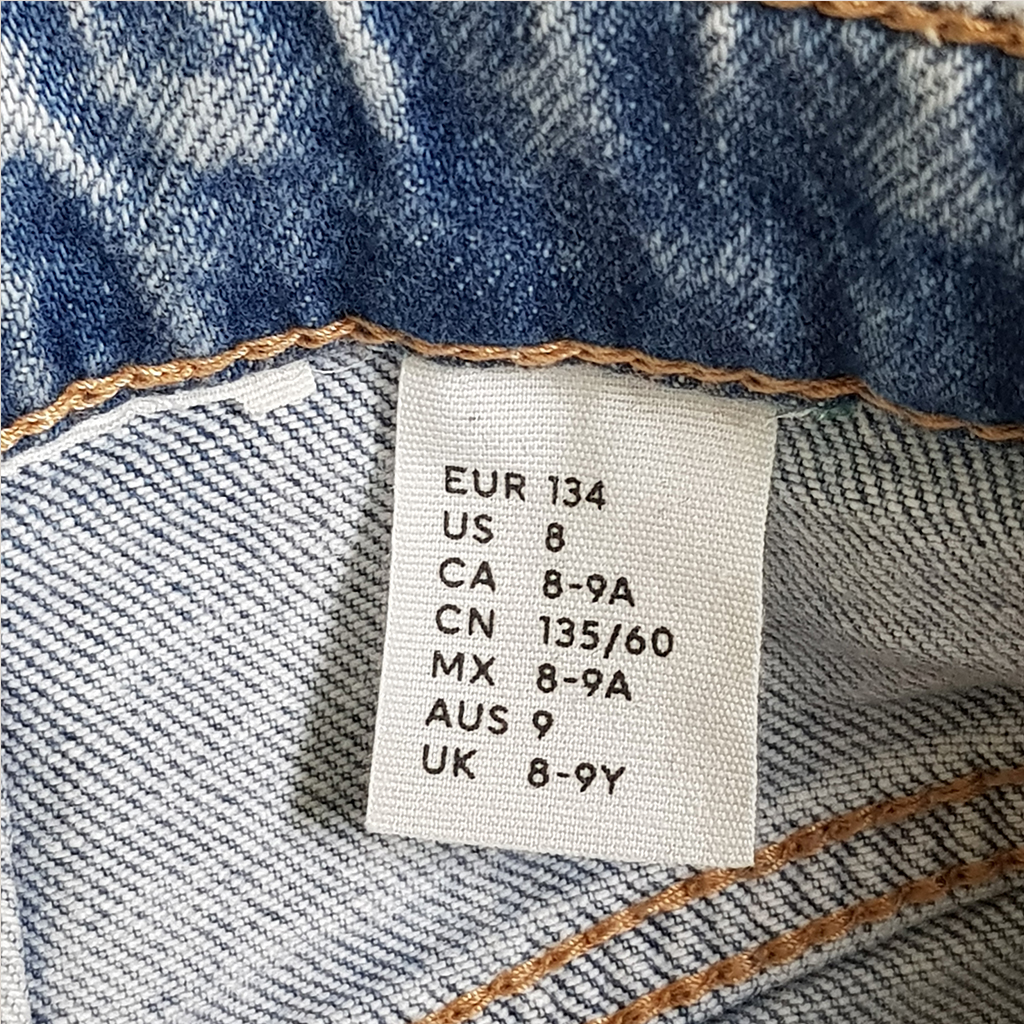 EUR 134
US 8
CA 8-9A
CN 135/60
MX 8-9A
AUS 9
UK 8-9Y